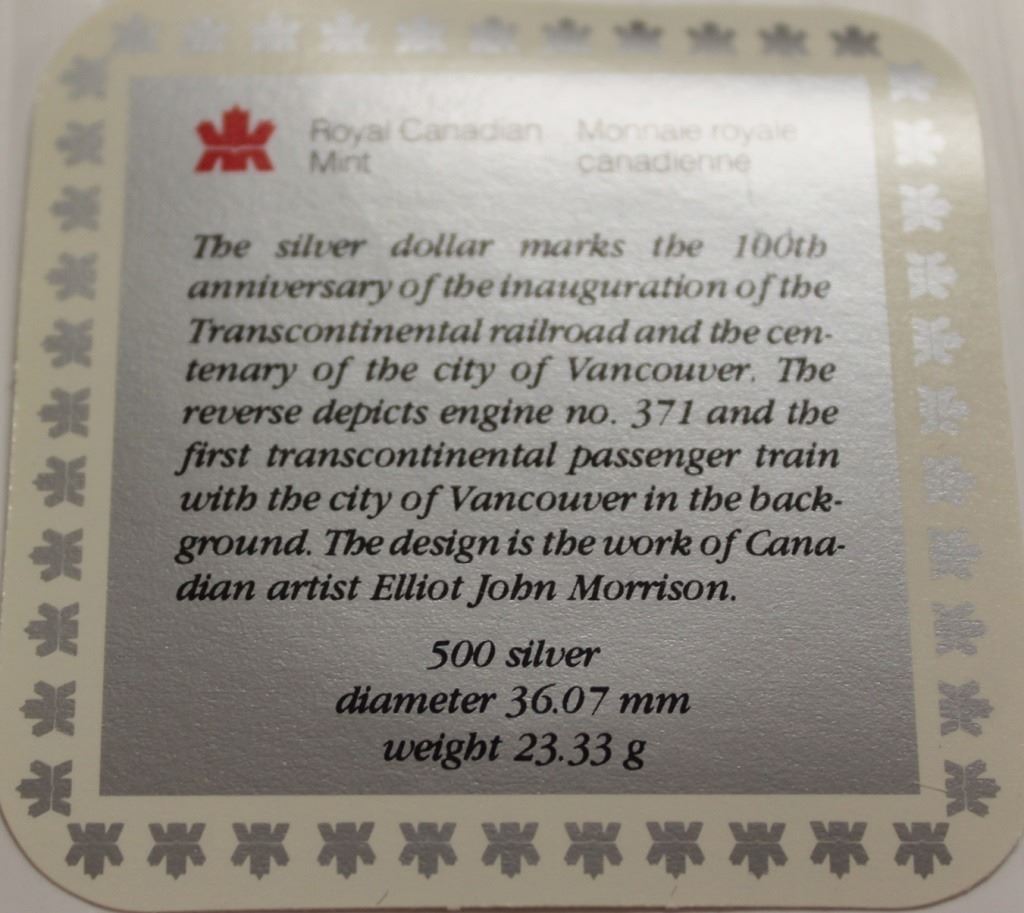 Royal Canadian Mint
Monnaie royale canadienne
The silver dollar marks the 100th
anniversary of the inauguration of the
Transcontinental railroad and the cen-
tenary of the city of Vancouver. The
reverse depicts engine no. 371 and the
first transcontinental passenger train
with the city of Vancouver in the back-
ground. The design is the work of Cana-
dian artist Elliot John Morrison.
500 silver
diameter 36.07 mm
weight 23.33 g